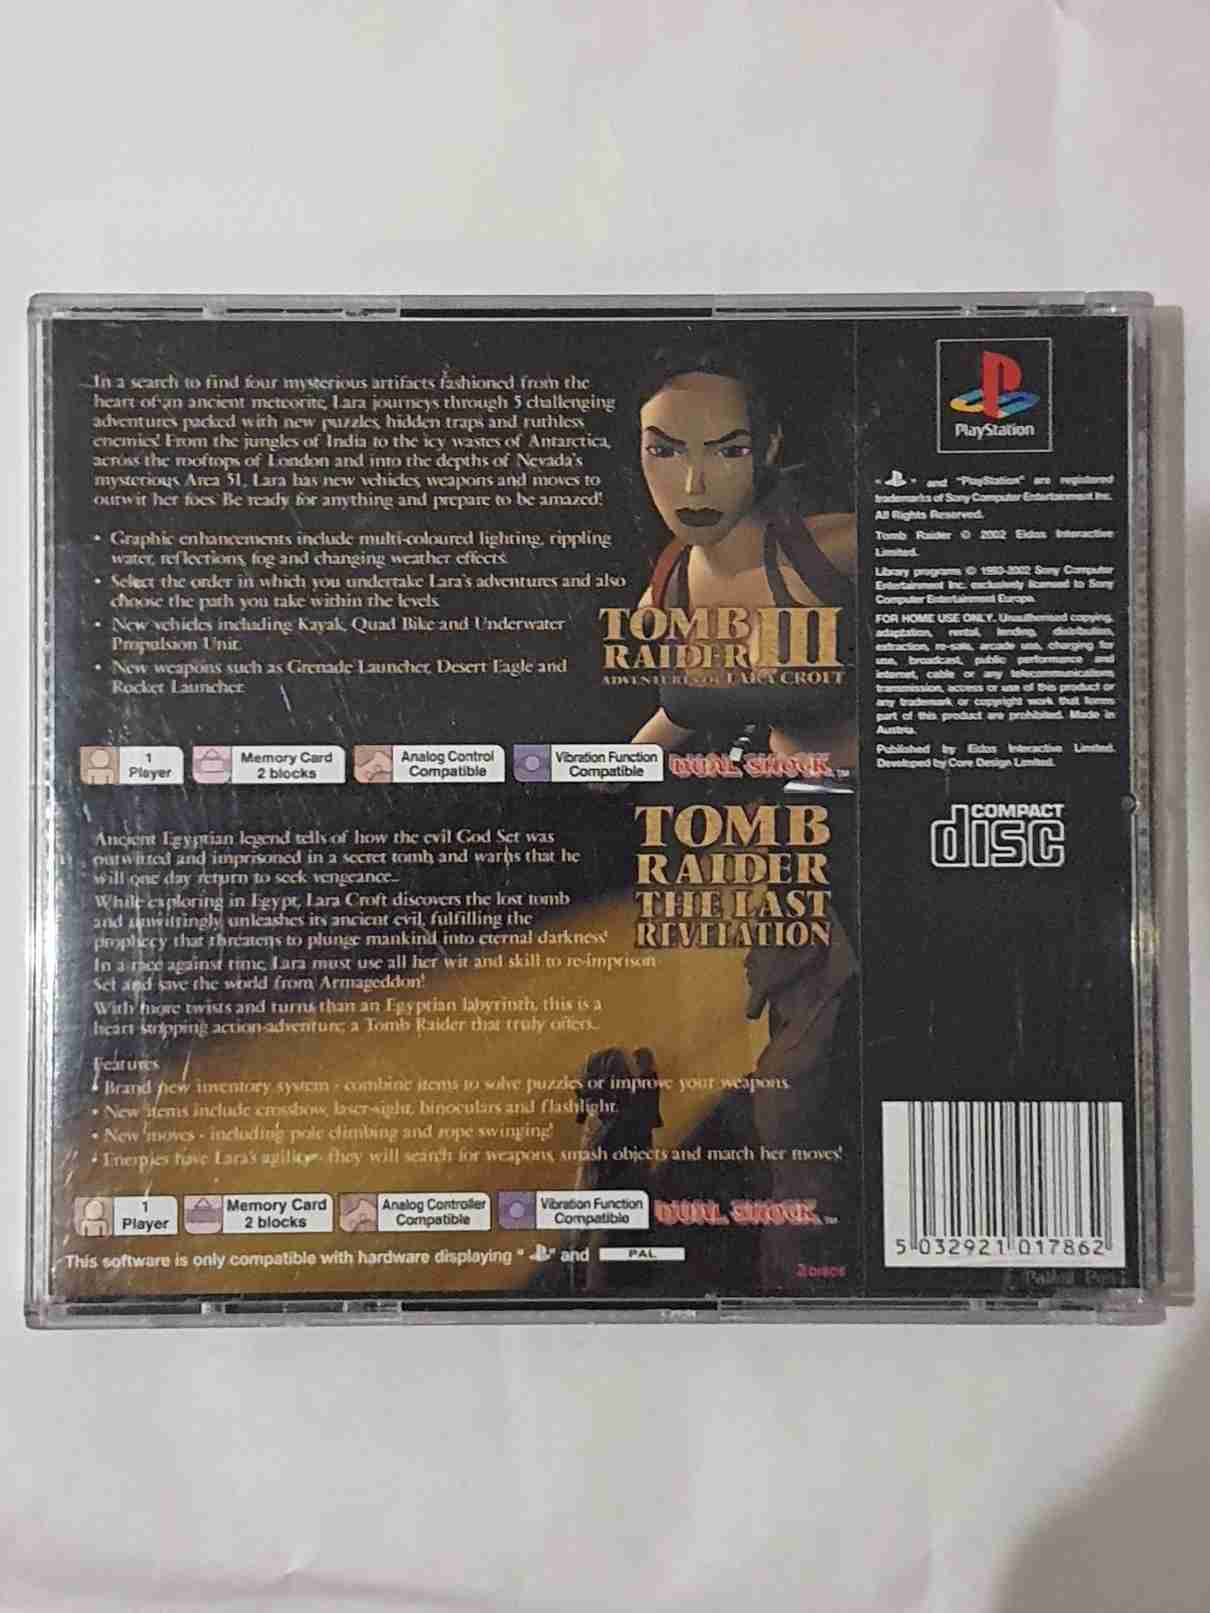 In a search to find four mysterious artifacts fashioned from the
heart of an ancient meteorite, Lara journeys through 5 challenging
adventures packed with new puzzles, hidden traps and ruthless
enemies! From the jungles of India to the icy wastes of Antarctica,
across the rooftops of London and into the depths of Nevada's
mysterious Area 51, Lara has new vehicles, weapons and moves to
outwit her foes. Be ready for anything and prepare to be amazed!
• Graphic enhancements include multi-coloured lighting, rippling
water, reflections, fog and changing weather effects.
• Select the order in which you undertake Lara's adventures and also
choose the path you take within the levels.
• New vehicles including Kayak, Quad Bike and Underwater
Propulsion Unit.
• New weapons such as Grenade Launcher, Desert Eagle and
Rocket Launcher.
TOMB
RAIDER III
ADVENTURES OF LARA CROFT
1
Player
Memory Card
2 blocks
Analog Control
Compatible
Vibration Function
Compatible
DUAL SHOCK™
TOMB
RAIDER
THE LAST
REVELATION
Ancient Egyptian legend tells of how the evil God Set was
outwitted and imprisoned in a secret tomb, and warns that he
will one day return to seek vengeance...
While exploring in Egypt, Lara Croft discovers the lost tomb
and unwittingly unleashes its ancient evil, fulfilling the
prophecy that threatens to plunge mankind into eternal darkness!
In a race against time, Lara must use all her wit and skill to re-imprison
Set and save the world from Armageddon!
With more twists and turns than an Egyptian labyrinth, this is a
heart stopping action-adventure; a Tomb Raider that truly offers...
Features
• Brand new inventory system - combine items to solve puzzles or improve your weapons.
• New items include crossbow, laser-sight, binoculars and flashlight.
• New moves - including pole climbing and rope swinging!
• Enemies have Lara's agility - they will search for weapons, smash objects and match her moves!
1
Player
Memory Card
2 blocks
Analog Controller
Compatible
Vibration Function
Compatible
DUAL SHOCK™
This software is only compatible with hardware displaying " " and PAL
2 DISCS
PlayStation
" " and "PlayStation" are registered
trademarks of Sony Computer Entertainment Inc.
All Rights Reserved.
Tomb Raider © 2002 Eidos Interactive
Limited.
Library programs © 1993-2002 Sony Computer
Entertainment Inc. exclusively licensed to Sony
Computer Entertainment Europe.
FOR HOME USE ONLY. Unauthorised copying,
adaptation, rental, lending, distribution,
extraction, re-sale, arcade use, charging for
use, broadcast, public performance and
internet, cable or any telecommunications
transmission, access or use of this product or
any trademark or copyright work that forms
part of this product are prohibited. Made in
Austria.
Published by Eidos Interactive Limited.
Developed by Core Design Limited.
COMPACT
disc
5 032921 017862